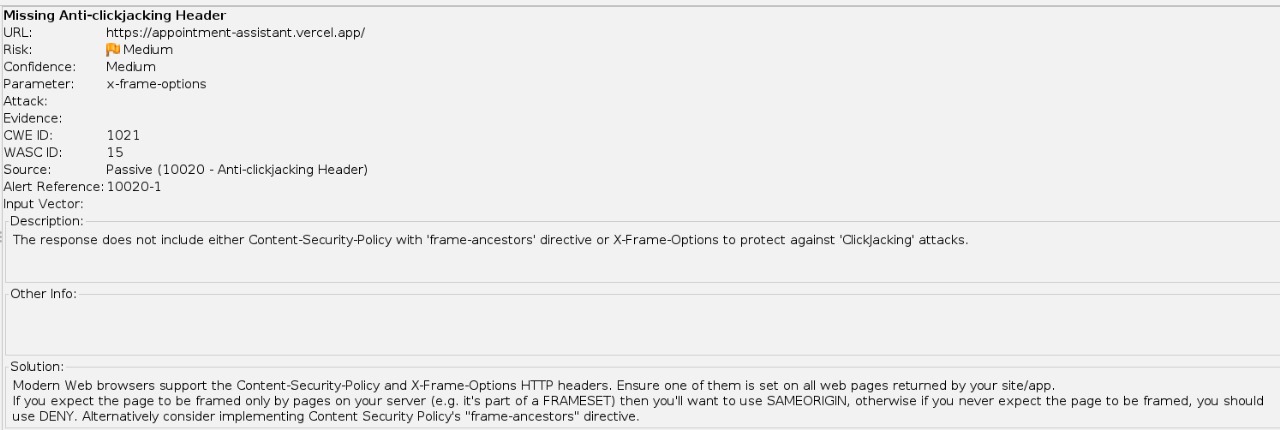 Missing Anti-clickjacking Header
URL: https://appointment-assistant.vercel.app/
Risk: Medium
Confidence: Medium
Parameter: x-frame-options
Attack:
Evidence:
CWE ID: 1021
WASC ID: 15
Source: Passive (10020 - Anti-clickjacking Header)
Alert Reference: 10020-1
Input Vector:
Description:
The response does not include either Content-Security-Policy with 'frame-ancestors' directive or X-Frame-Options to protect against 'ClickJacking' attacks.
Other Info:
Solution:
Modern Web browsers support the Content-Security-Policy and X-Frame-Options HTTP headers. Ensure one of them is set on all web pages returned by your site/app.
If you expect the page to be framed only by pages on your server (e.g. it's part of a FRAMESET) then you'll want to use SAMEORIGIN, otherwise if you never expect the page to be framed, you should
use DENY. Alternatively consider implementing Content Security Policy's "frame-ancestors" directive.